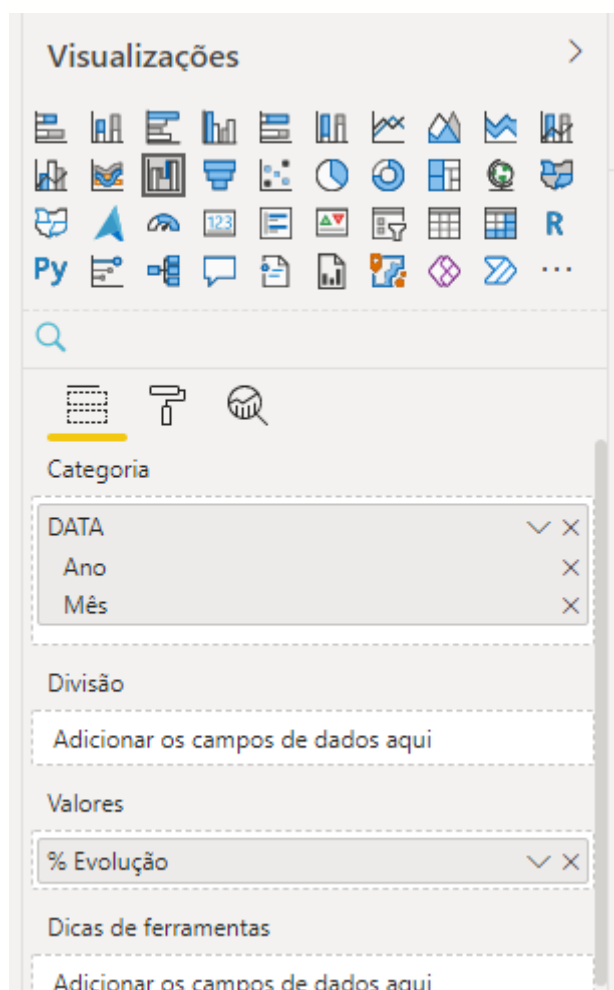 Visualizações
123
R
Py
Categoria
DATA
Ano
Mês
Divisão
Adicionar os campos de dados aqui
Valores
% Evolução
Dicas de ferramentas
Adicionar os campos de dados aqui